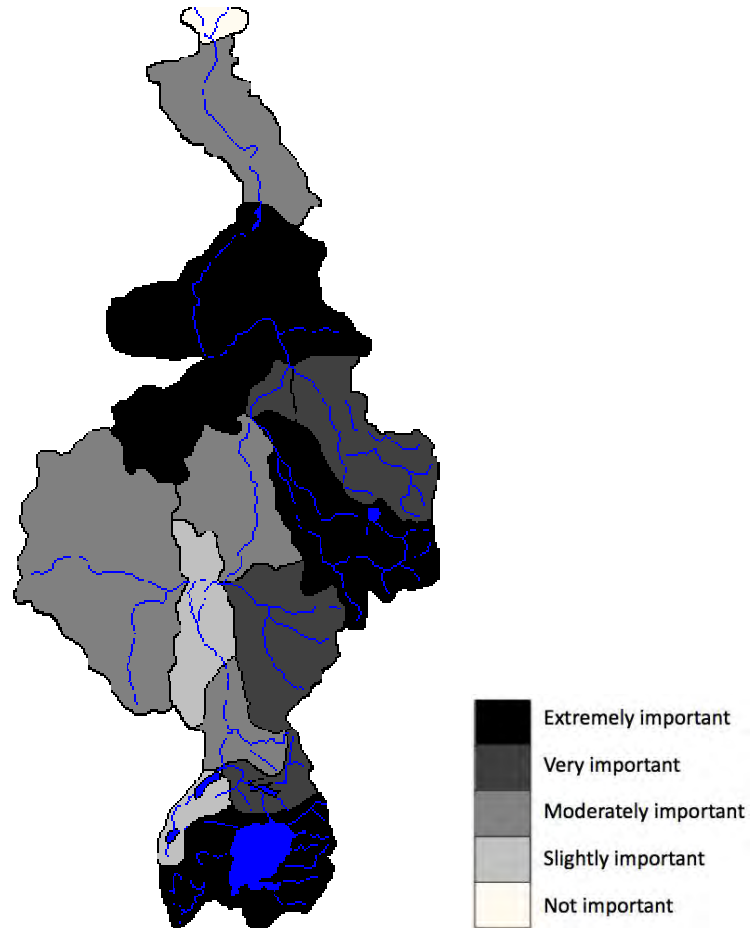 Extremely important
Very important
Moderately important
Slightly important
Not important